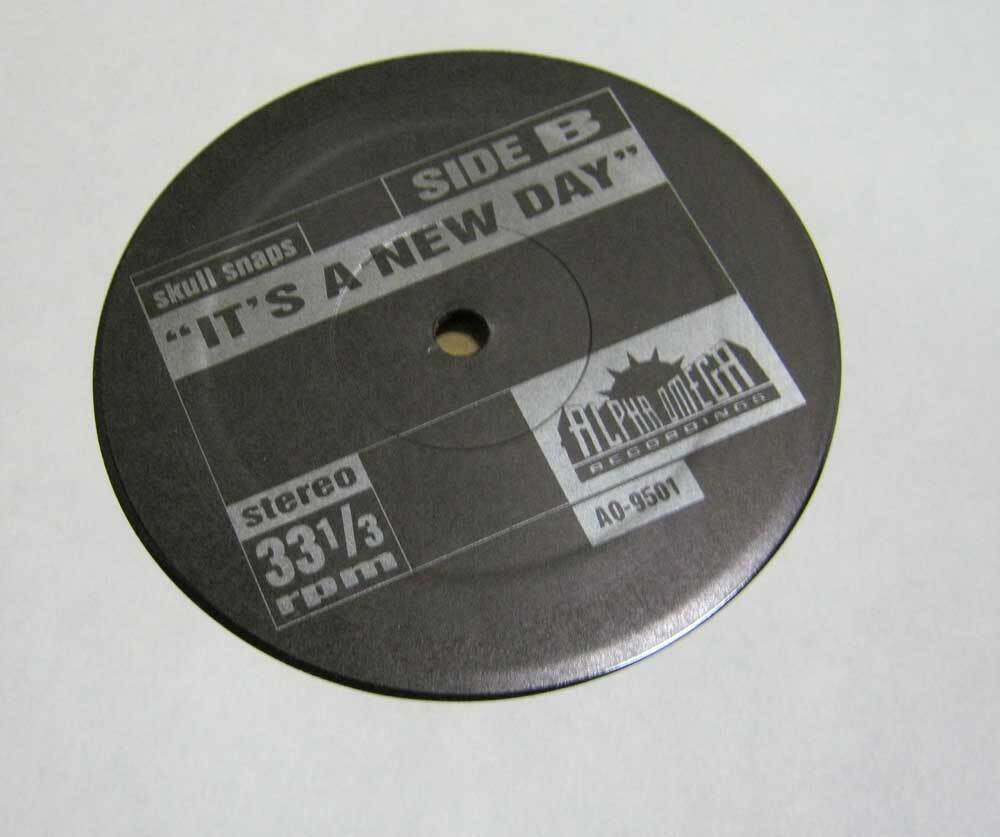 SIDE B
skull snaps
"IT'S A NEW DAY"
ALPHA OMEGA
RECORDINGS
AO-9501
stereo
33 1/3
rpm